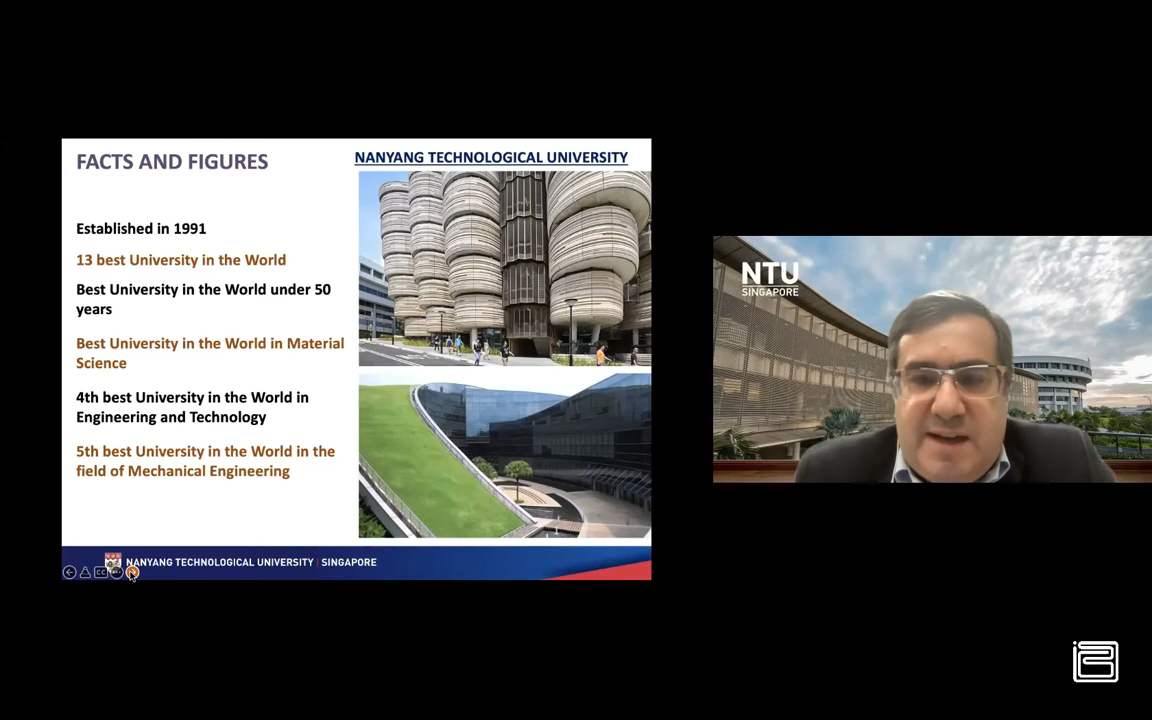 FACTS AND FIGURES
NANYANG TECHNOLOGICAL UNIVERSITY
Established in 1991
13 best University in the World
Best University in the World under 50
years
Best University in the World in Material
Science
4th best University in the World in
Engineering and Technology
5th best University in the World in the
field of Mechanical Engineering
NANYANG TECHNOLOGICAL UNIVERSITY | SINGAPORE
CC
NTU
SINGAPORE